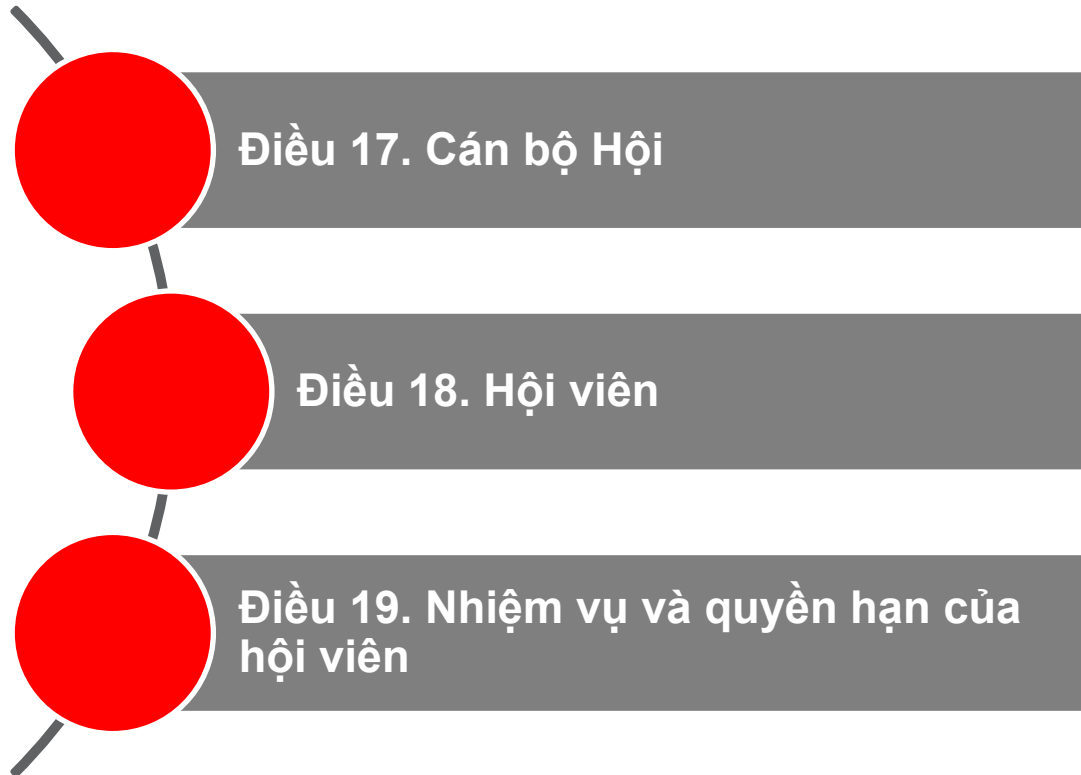 Điều 17. Cán bộ Hội
Điều 18. Hội viên
Điều 19. Nhiệm vụ và quyền hạn của
hội viên